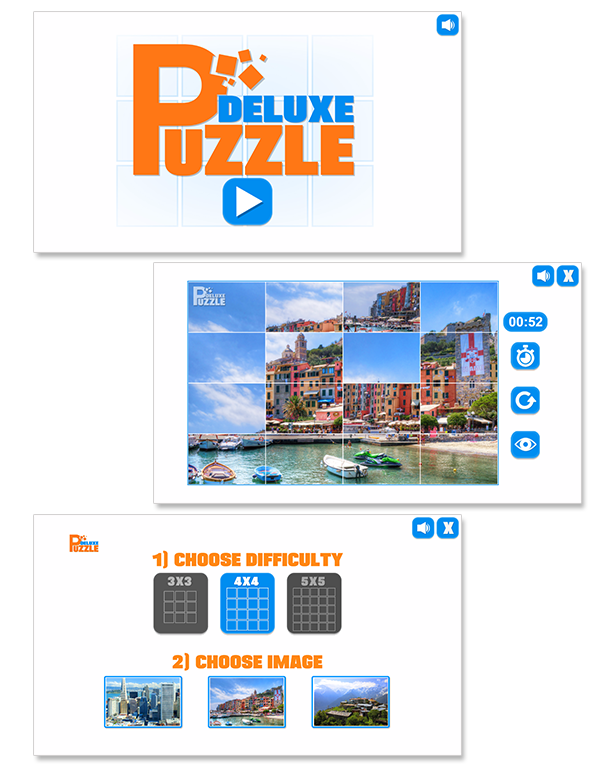 DELUXE
PUZZLE
DELUXE
PUZZLE
X
00:52
X
DELUXE
PUZZLE
1) CHOOSE DIFFICULTY
3X3
4X4
5X5
2) CHOOSE IMAGE